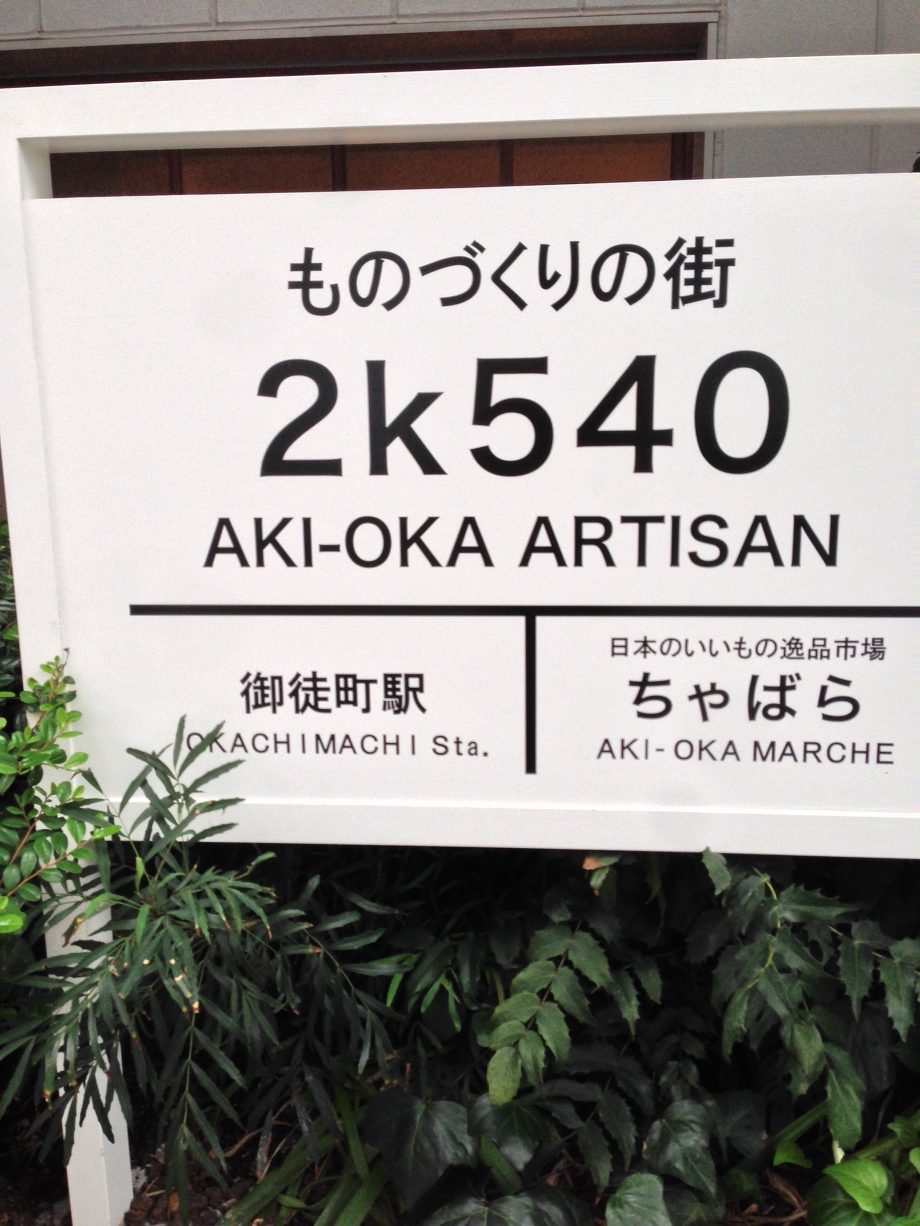 ものづくりの街
2k540
AKI-OKA ARTISAN
御徒町駅
OKACHIMACHI Sta.
日本のいいもの逸品市場
ちゃばら
AKI-OKA MARCHE